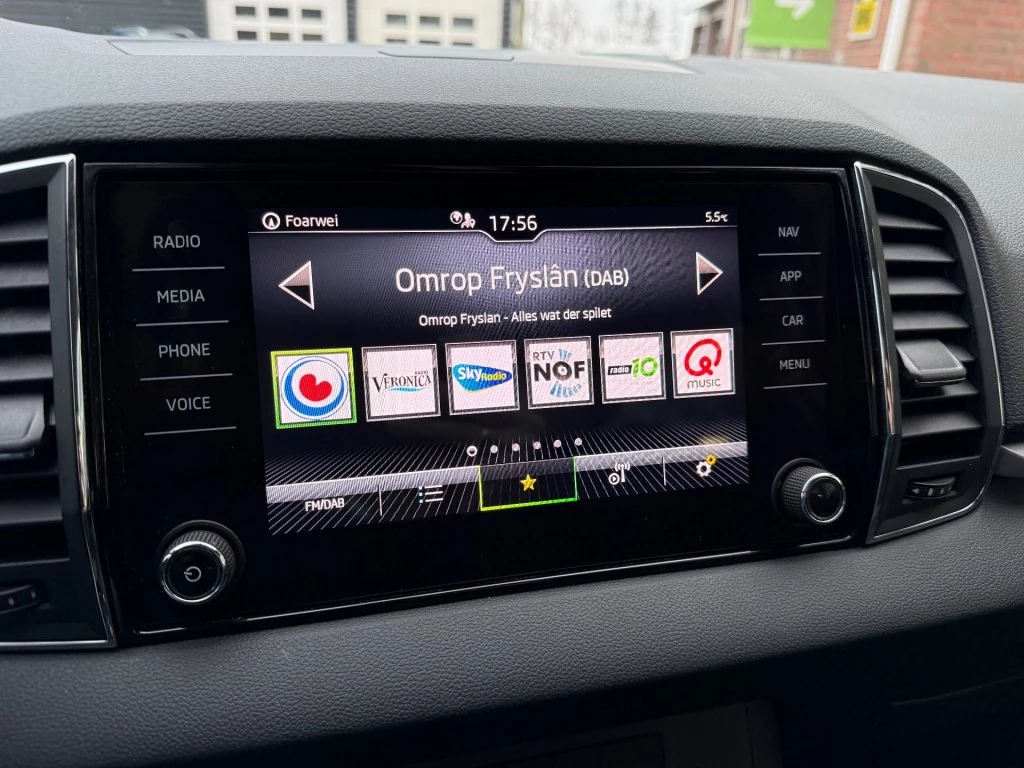 Foarwei
17:56
5.5°C
RADIO
MEDIA
PHONE
VOICE
NAV
APP
CAR
MENU
Omrop Fryslân (DAB)
Omrop Fryslan - Alles wat der spilet
RADIO
VERONICA
Sky Radio
RTV
NOF
radio 10
Q
MUSIC
FM/DAB